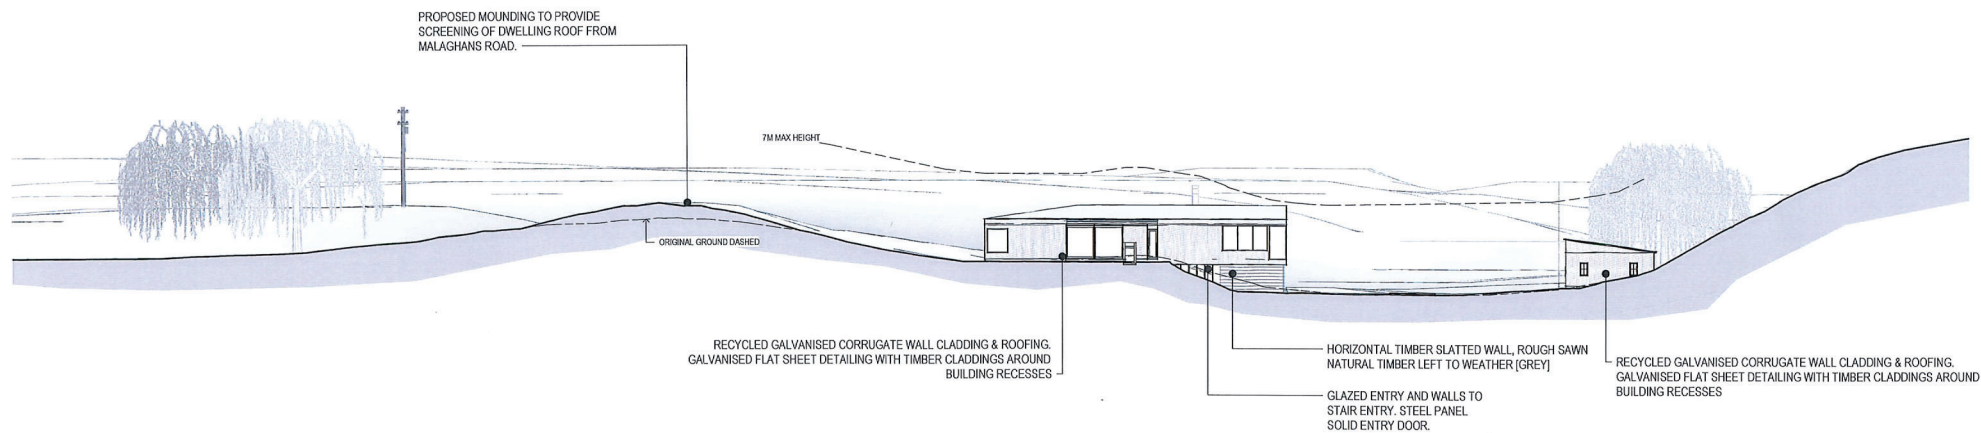 PROPOSED MOUNDING TO PROVIDE
SCREENING OF DWELLING ROOF FROM
MALAGHANS ROAD.
7M MAX HEIGHT
ORIGINAL GROUND DASHED
RECYCLED GALVANISED CORRUGATE WALL CLADDING & ROOFING.
GALVANISED FLAT SHEET DETAILING WITH TIMBER CLADDINGS AROUND
BUILDING RECESSES
HORIZONTAL TIMBER SLATTED WALL, ROUGH SAWN
NATURAL TIMBER LEFT TO WEATHER [GREY]
GLAZED ENTRY AND WALLS TO
STAIR ENTRY. STEEL PANEL
SOLID ENTRY DOOR.
RECYCLED GALVANISED CORRUGATE WALL CLADDING & ROOFING.
GALVANISED FLAT SHEET DETAILING WITH TIMBER CLADDINGS AROUND
BUILDING RECESSES